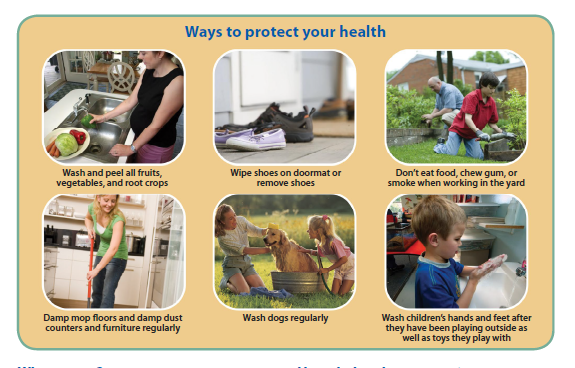 Ways to protect your health
Wash and peel all fruits,
vegetables, and root crops
Wipe shoes on doormat or
remove shoes
Don't eat food, chew gum, or
smoke when working in the yard
Damp mop floors and damp dust
counters and furniture regularly
Wash dogs regularly
Wash children's hands and feet after
they have been playing outside as
well as toys they play with